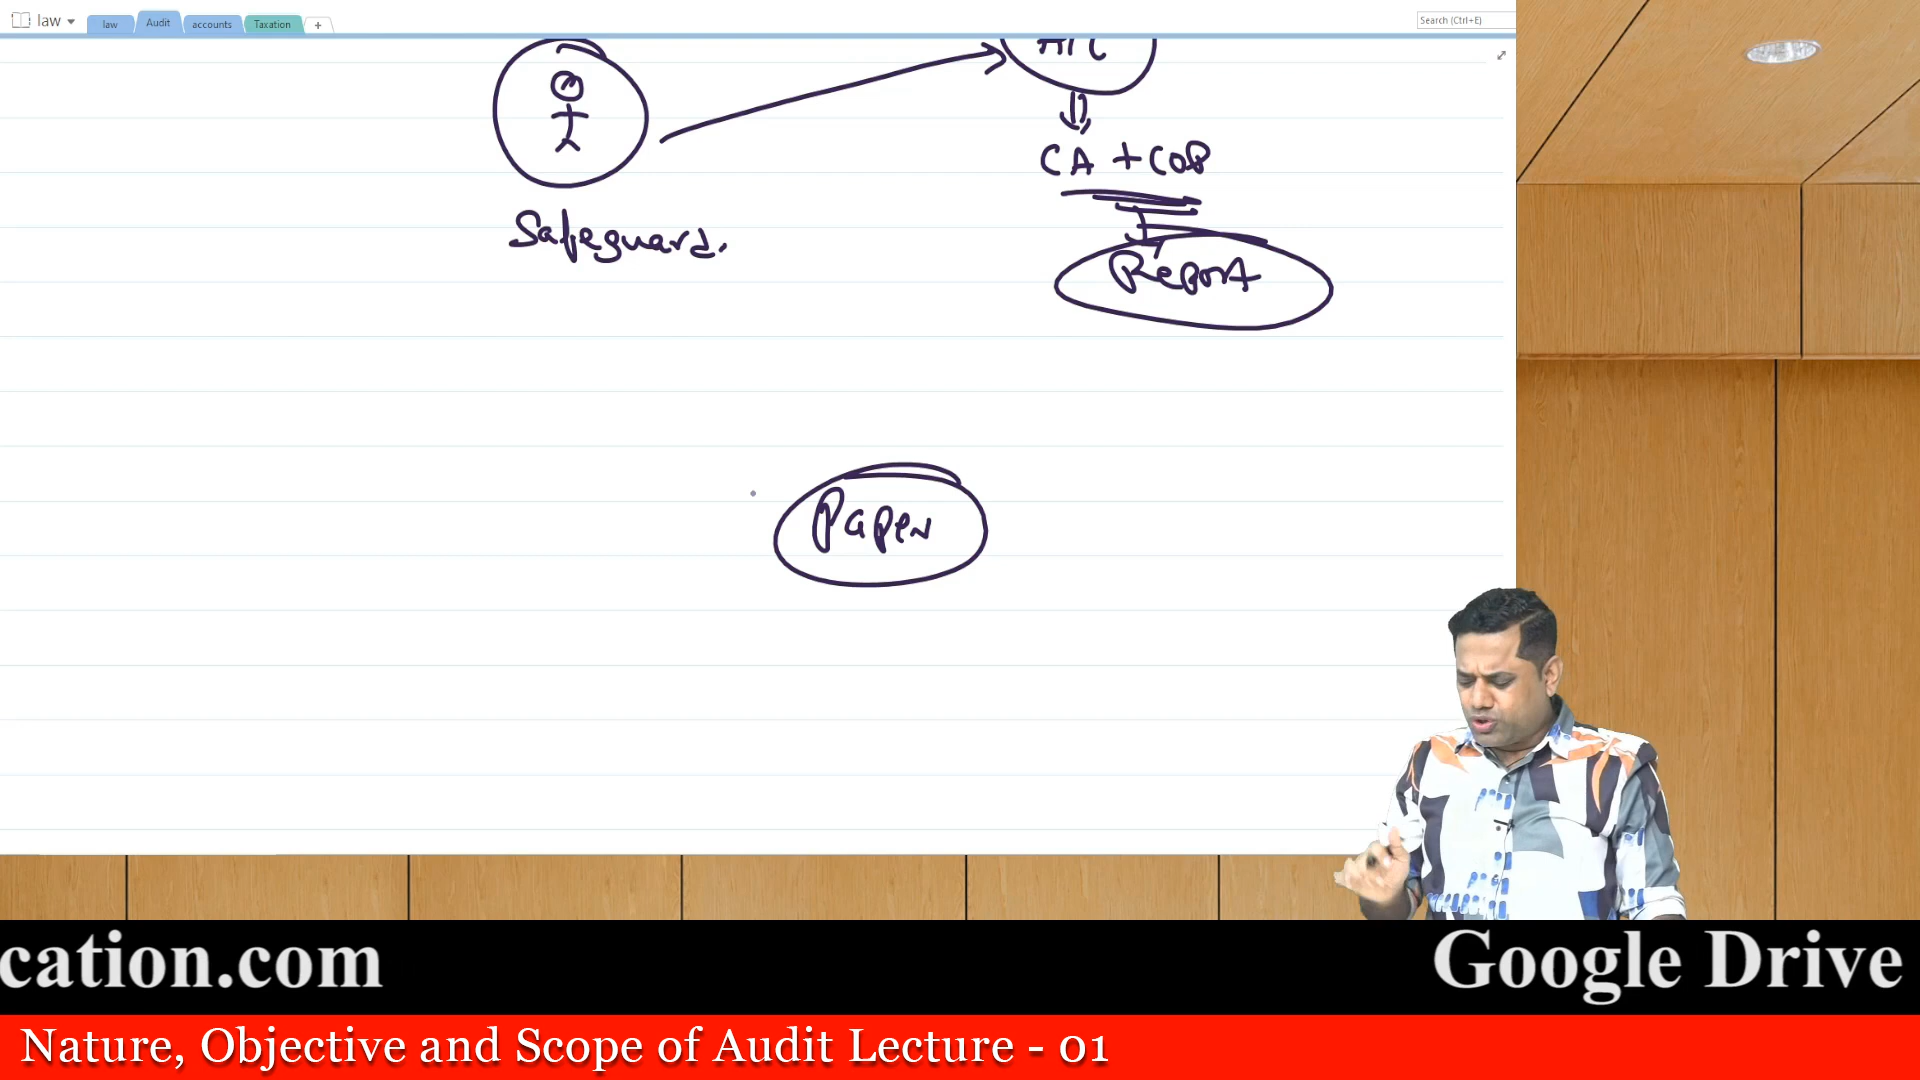 law
law Audit accounts Taxation +
Search (Ctrl+E)
A/C
CA + COP
Safeguard.
Report
Paper
cation.com Google Drive
Nature, Objective and Scope of Audit Lecture - 01